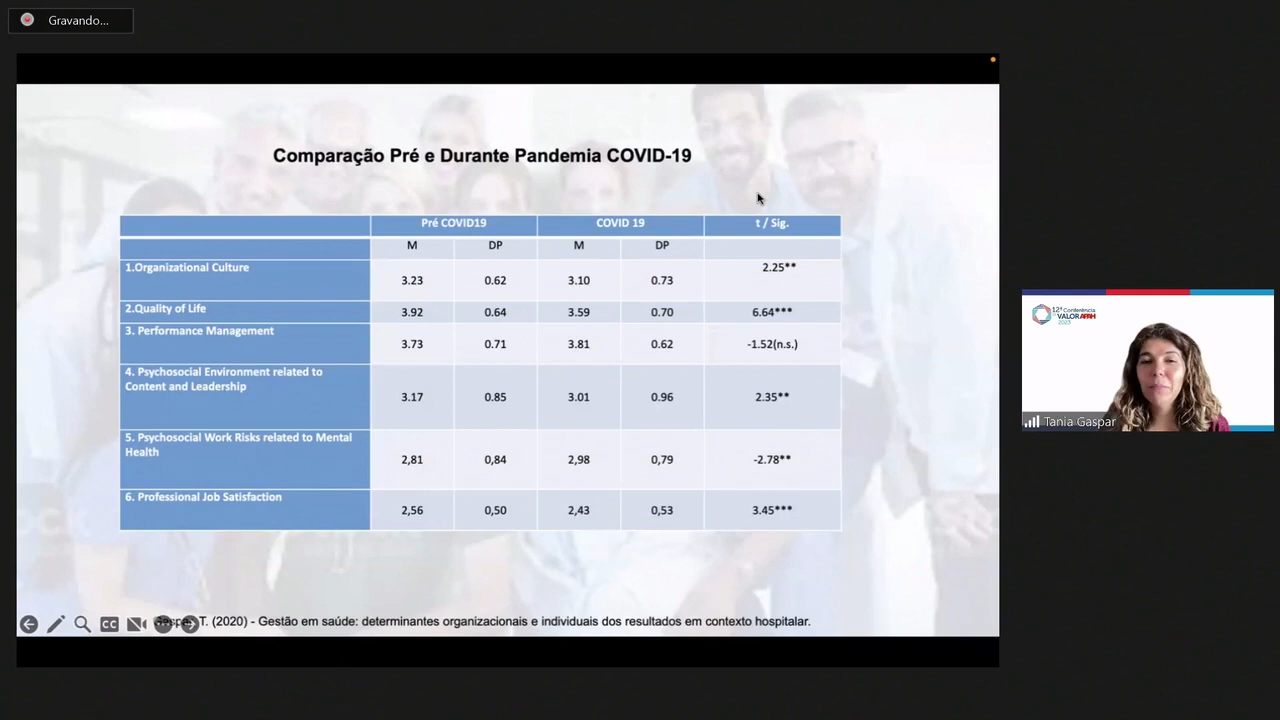 Gravando...
Comparação Pré e Durante Pandemia COVID-19
Pré COVID19 COVID 19 t / Sig.
M DP M DP
1.Organizational Culture 3.23 0.62 3.10 0.73 2.25**
2.Quality of Life 3.92 0.64 3.59 0.70 6.64***
3. Performance Management 3.73 0.71 3.81 0.62 -1.52(n.s.)
4. Psychosocial Environment related to
Content and Leadership 3.17 0.85 3.01 0.96 2.35**
5. Psychosocial Work Risks related to Mental
Health 2,81 0,84 2,98 0,79 -2.78**
6. Professional Job Satisfaction 2,56 0,50 2,43 0,53 3.45***
CC
T. (2020) - Gestão em saúde: determinantes organizacionais e individuais dos resultados em contexto hospitalar.
12ª Conferência
VALOR APAH
2023
Tania Gaspar